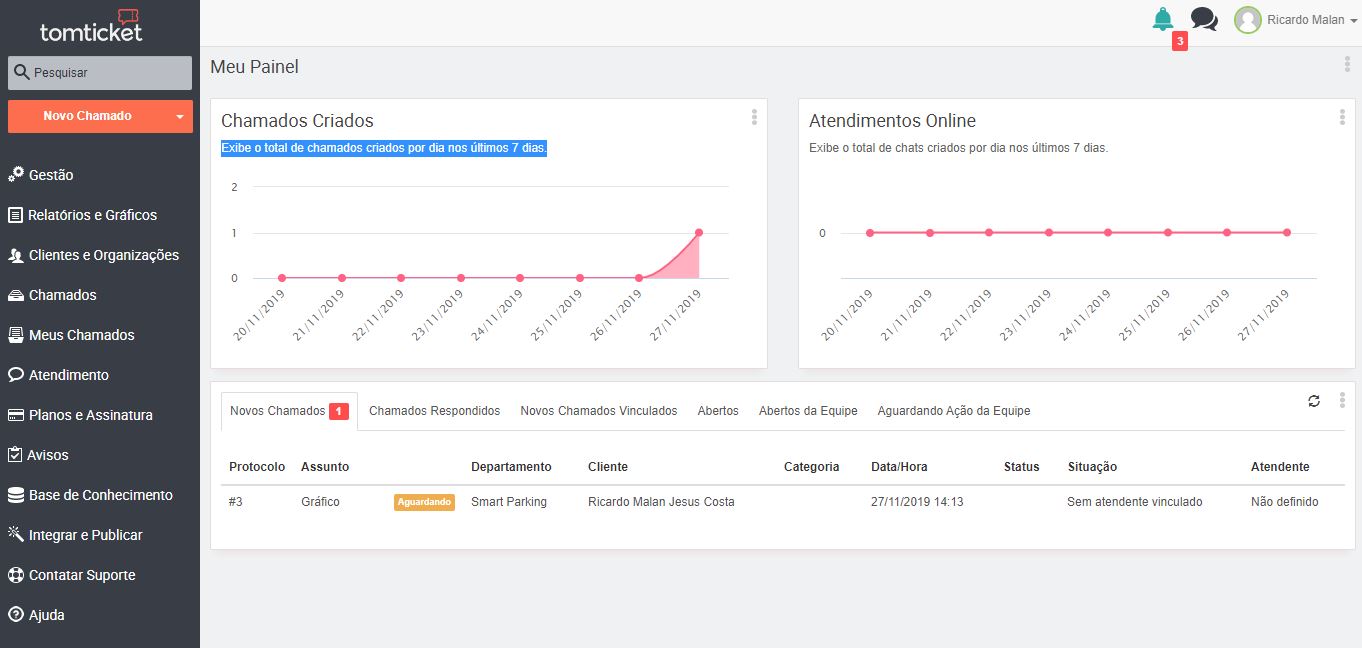 tomticket
Pesquisar
Novo Chamado
Gestão
Relatórios e Gráficos
Clientes e Organizações
Chamados
Meus Chamados
Atendimento
Planos e Assinatura
Avisos
Base de Conhecimento
Integrar e Publicar
Contatar Suporte
Ajuda
3
Ricardo Malan
Meu Painel
Chamados Criados
Exibe o total de chamados criados por dia nos últimos 7 dias.
2
1
0
20/11/2019 21/11/2019 22/11/2019 23/11/2019 24/11/2019 25/11/2019 26/11/2019 27/11/2019
Atendimentos Online
Exibe o total de chats criados por dia nos últimos 7 dias.
0
20/11/2019 21/11/2019 22/11/2019 23/11/2019 24/11/2019 25/11/2019 26/11/2019 27/11/2019
Novos Chamados 1 Chamados Respondidos Novos Chamados Vinculados Abertos Abertos da Equipe Aguardando Ação da Equipe
Protocolo Assunto Departamento Cliente Categoria Data/Hora Status Situação Atendente
#3 Gráfico Aguardando Smart Parking Ricardo Malan Jesus Costa 27/11/2019 14:13 Sem atendente vinculado Não definido